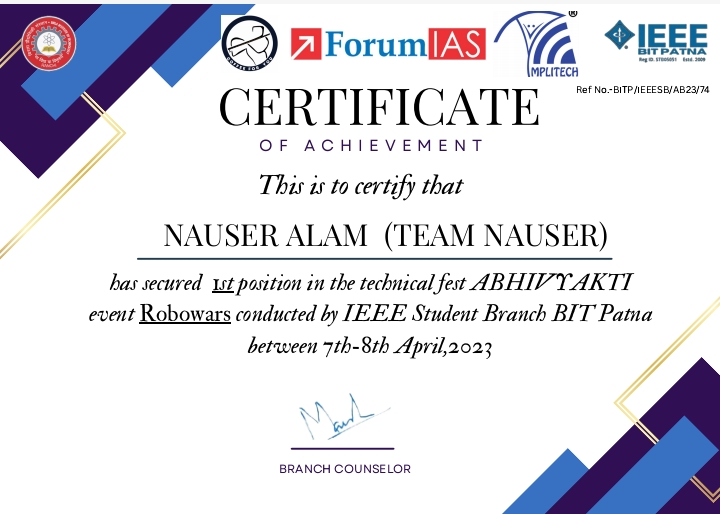 ForumIAS
MPLITECH
IEEE
BIT PATNA
Reg ID. STB05051 Estd. 2009
Ref No.-BITP/IEEESB/AB23/74
CERTIFICATE
OF ACHIEVEMENT
This is to certify that
NAUSER ALAM (TEAM NAUSER)
has secured 1st position in the technical fest ABHIVYAKTI
event Robowars conducted by IEEE Student Branch BIT Patna
between 7th-8th April,2023
BRANCH COUNSELOR